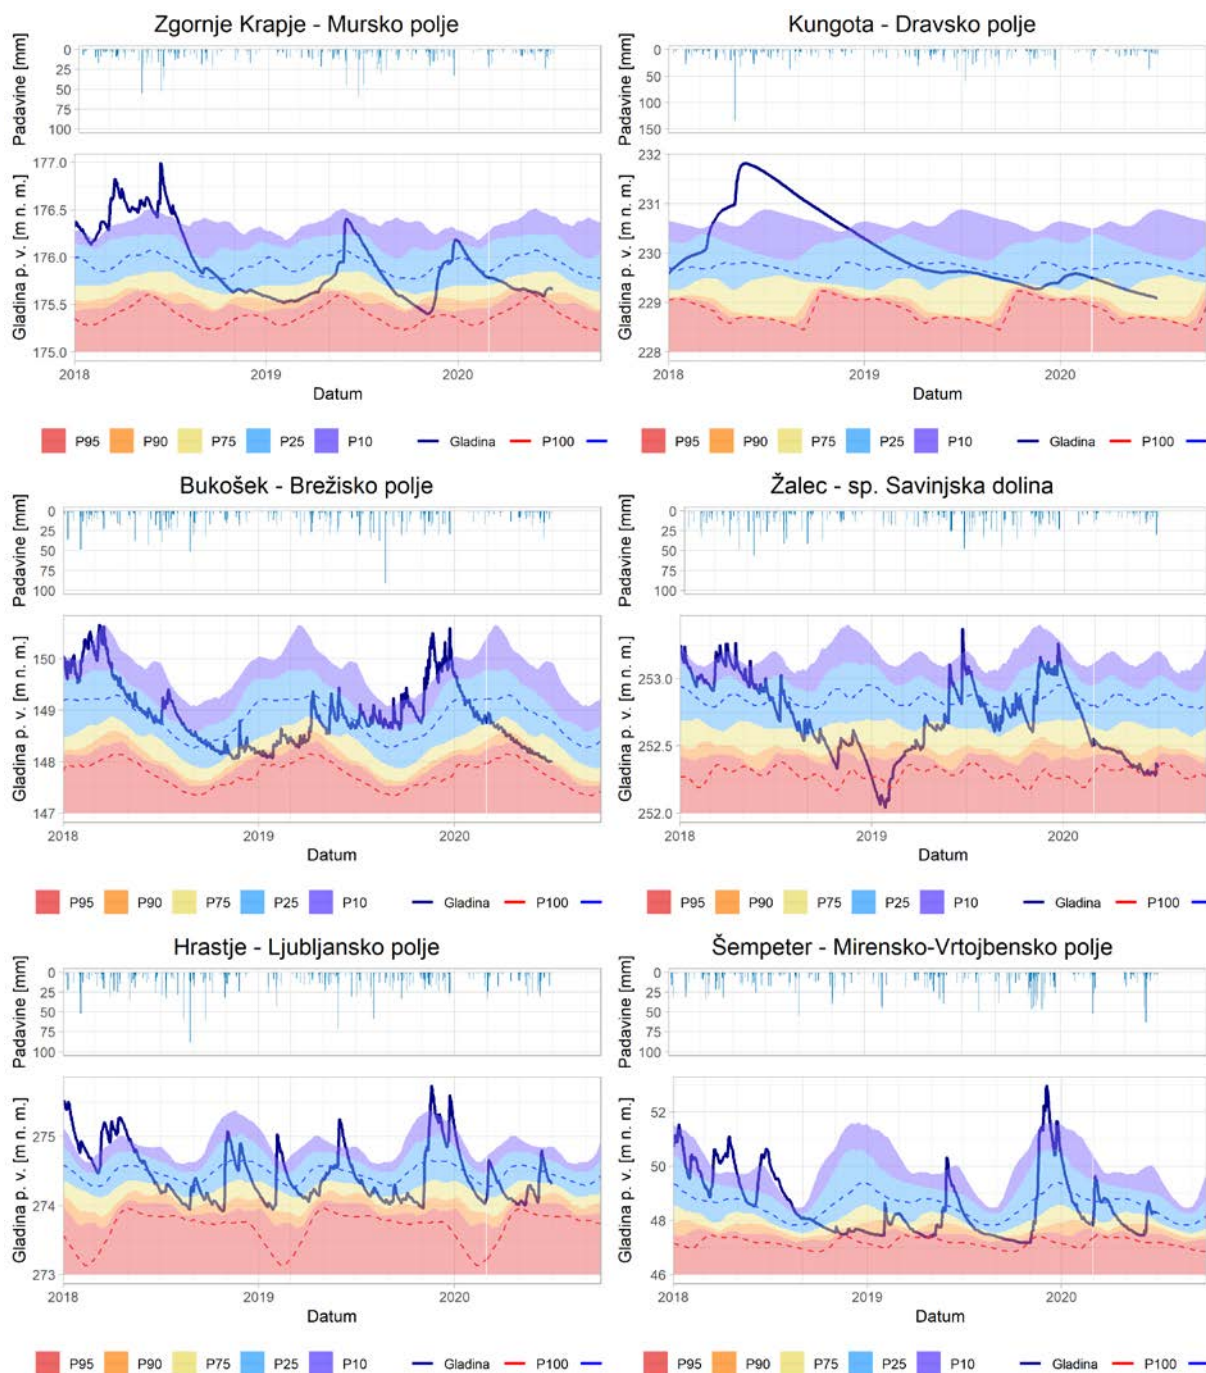 Zgornje Krapje - Mursko polje
Padavine [mm]
0
25
50
75
100
Gladina p. v. [m n. m.]
177.0
176.5
176.0
175.5
175.0
2018
2019
2020
Datum
P95 P90 P75 P25 P10 Gladina P100
Kungota - Dravsko polje
Padavine [mm]
0
50
100
150
Gladina p. v. [m n. m.]
232
231
230
229
228
2018
2019
2020
Datum
P95 P90 P75 P25 P10 Gladina P100
Bukošek - Brežisko polje
Padavine [mm]
0
25
50
75
100
Gladina p. v. [m n. m.]
150
149
148
147
2018
2019
2020
Datum
P95 P90 P75 P25 P10 Gladina P100
Žalec - sp. Savinjska dolina
Padavine [mm]
0
25
50
75
100
Gladina p. v. [m n. m.]
253.0
252.5
252.0
2018
2019
2020
Datum
P95 P90 P75 P25 P10 Gladina P100
Hrastje - Ljubljansko polje
Padavine [mm]
0
25
50
75
100
Gladina p. v. [m n. m.]
275
274
273
2018
2019
2020
Datum
P95 P90 P75 P25 P10 Gladina P100
Šempeter - Mirensko-Vrtojbensko polje
Padavine [mm]
0
25
50
75
100
Gladina p. v. [m n. m.]
52
50
48
46
2018
2019
2020
Datum
P95 P90 P75 P25 P10 Gladina P100